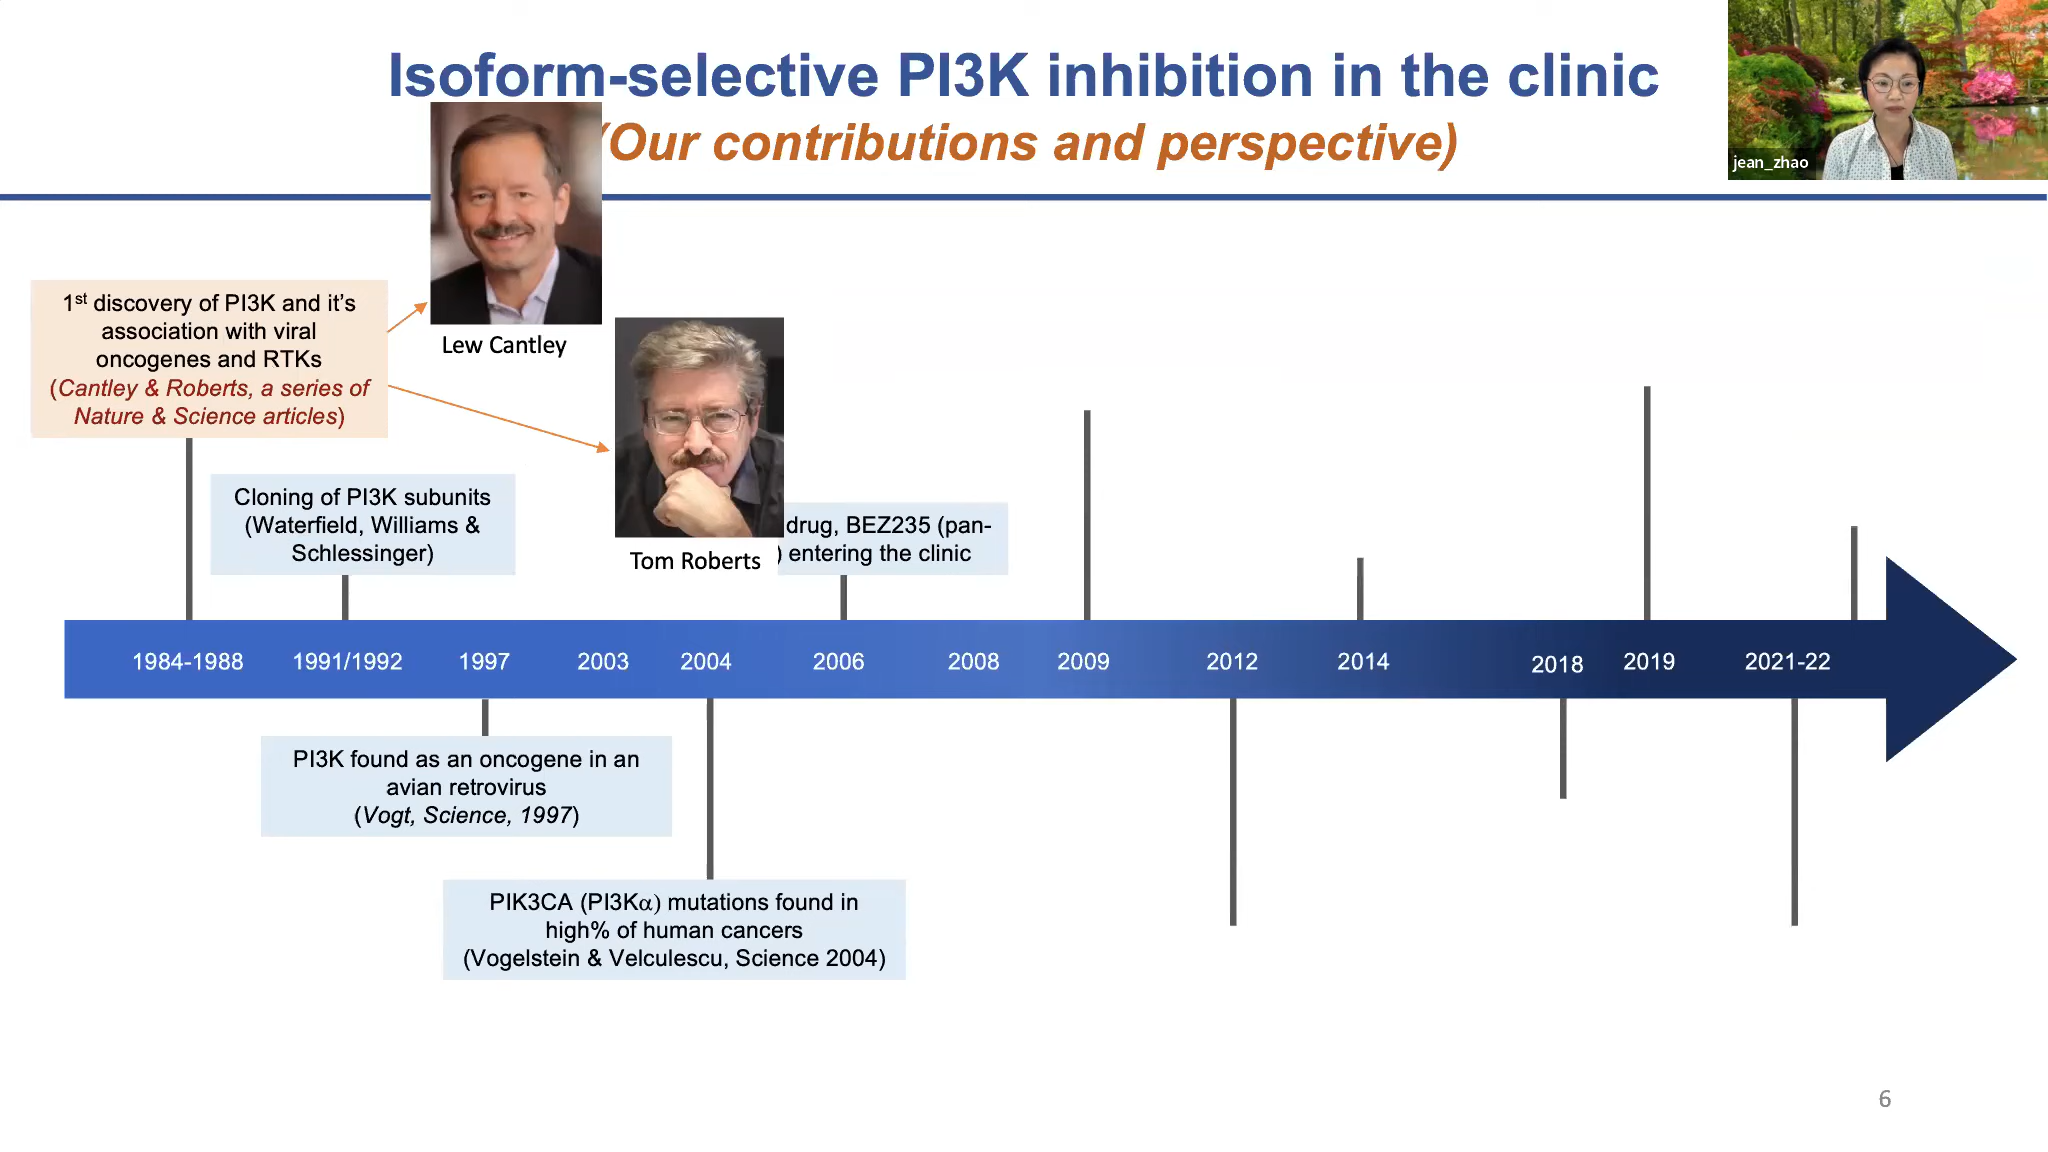 Isoform-selective PI3K inhibition in the clinic
(Our contributions and perspective)
jean_zhao
1st discovery of PI3K and it's
association with viral
oncogenes and RTKs
(Cantley & Roberts, a series of
Nature & Science articles)
Lew Cantley
Tom Roberts
Cloning of PI3K subunits
(Waterfield, Williams &
Schlessinger)
drug, BEZ235 (pan-
) entering the clinic
1984-1988
1991/1992
1997
2003
2004
2006
2008
2009
2012
2014
2018
2019
2021-22
PI3K found as an oncogene in an
avian retrovirus
(Vogt, Science, 1997)
PIK3CA (PI3Kα) mutations found in
high% of human cancers
(Vogelstein & Velculescu, Science 2004)
6